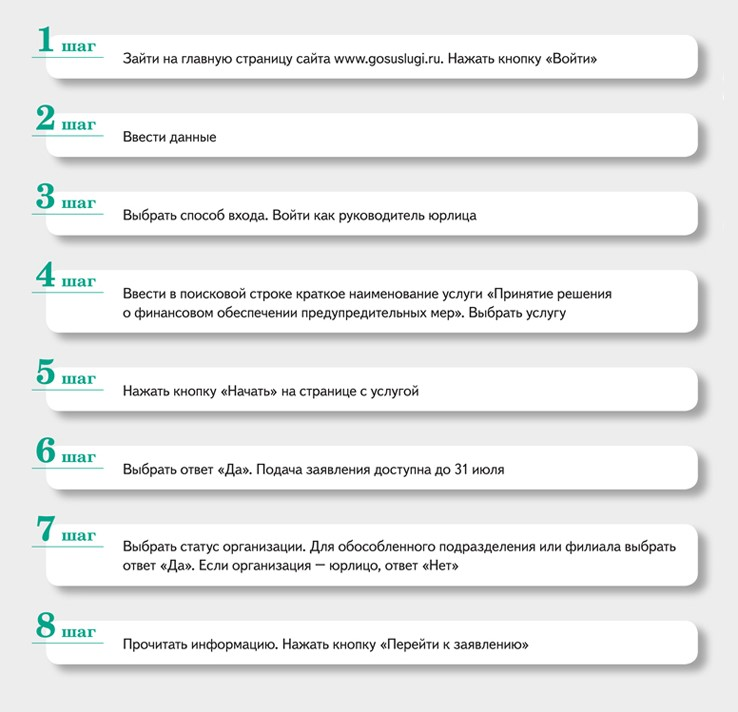 1 шаг
Зайти на главную страницу сайта www.gosuslugi.ru. Нажать кнопку «Войти»
2 шаг
Ввести данные
3 шаг
Выбрать способ входа. Войти как руководитель юрлица
4 шаг
Ввести в поисковой строке краткое наименование услуги «Принятие решения
о финансовом обеспечении предупредительных мер». Выбрать услугу
5 шаг
Нажать кнопку «Начать» на странице с услугой
6 шаг
Выбрать ответ «Да». Подача заявления доступна до 31 июля
7 шаг
Выбрать статус организации. Для обособленного подразделения или филиала выбрать
ответ «Да». Если организация — юрлицо, ответ «Нет»
8 шаг
Прочитать информацию. Нажать кнопку «Перейти к заявлению»